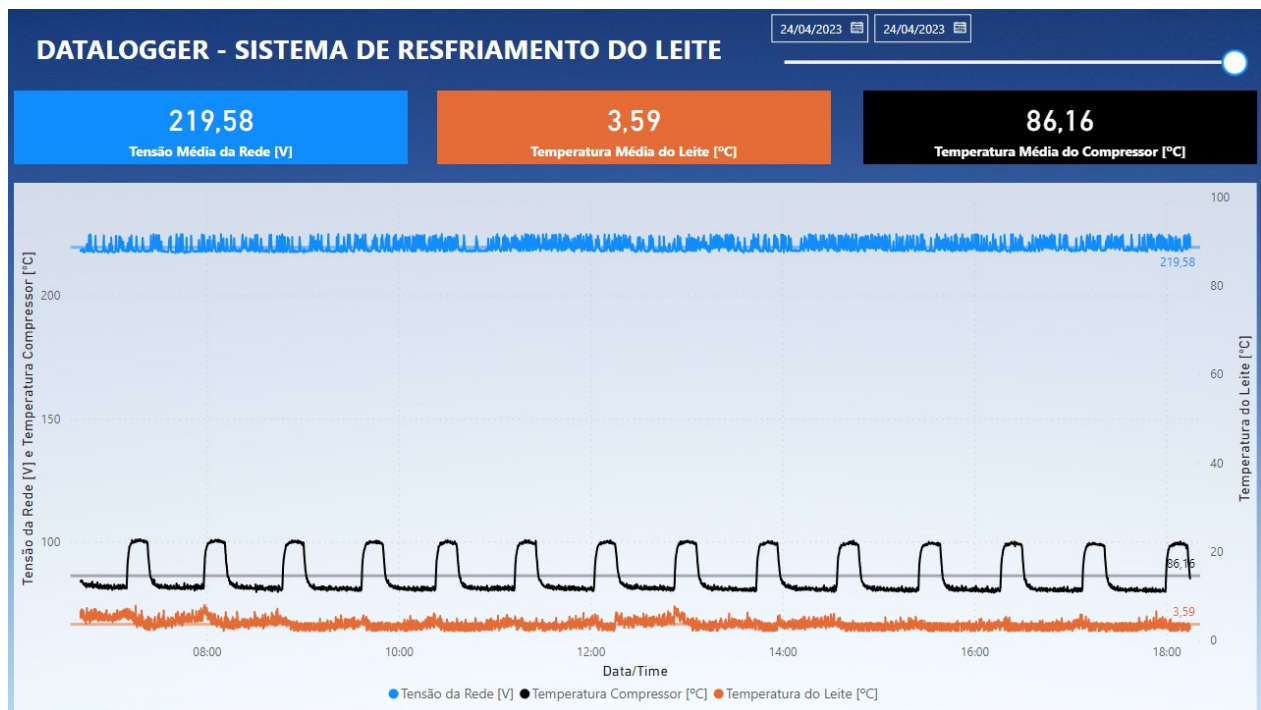 24/04/2023 24/04/2023
DATALOGGER - SISTEMA DE RESFRIAMENTO DO LEITE
219,58
Tensão Média da Rede [V]
3,59
Temperatura Média do Leite [ºC]
86,16
Temperatura Média do Compressor [ºC]
Tensão da Rede [V] e Temperatura Compressor [°C]
200
150
100
219,58
86,16
3,59
100
80
60
40
20
0
Temperatura do Leite [°C]
08:00 10:00 12:00 14:00 16:00 18:00
Data/Time
Tensão da Rede [V] Temperatura Compressor [ºC] Temperatura do Leite [°C]